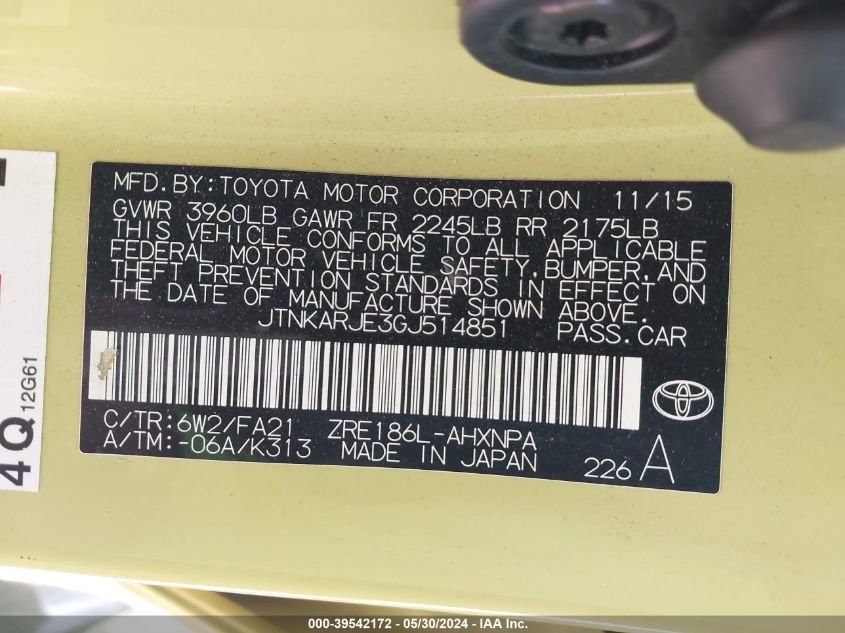 MFD.BY:TOYOTA MOTOR CORPORATION 11/15
GVWR 3960LB GAWR FR 2245LB RR 2175LB
THIS VEHICLE CONFORMS TO ALL APPLICABLE
FEDERAL MOTOR VEHICLE SAFETY,BUMPER,AND
THEFT PREVENTION STANDARDS IN EFFECT ON
THE DATE OF MANUFACTURE SHOWN ABOVE.
JTNKARJE3GJ514851 PASS.CAR
C/TR:6W2/FA21 ZRE186L-AHXNPA
A/TM:-06A/K313 MADE IN JAPAN
226 A
4Q 12G61
000-39542172 / 05/30/2024 - IAA Inc.